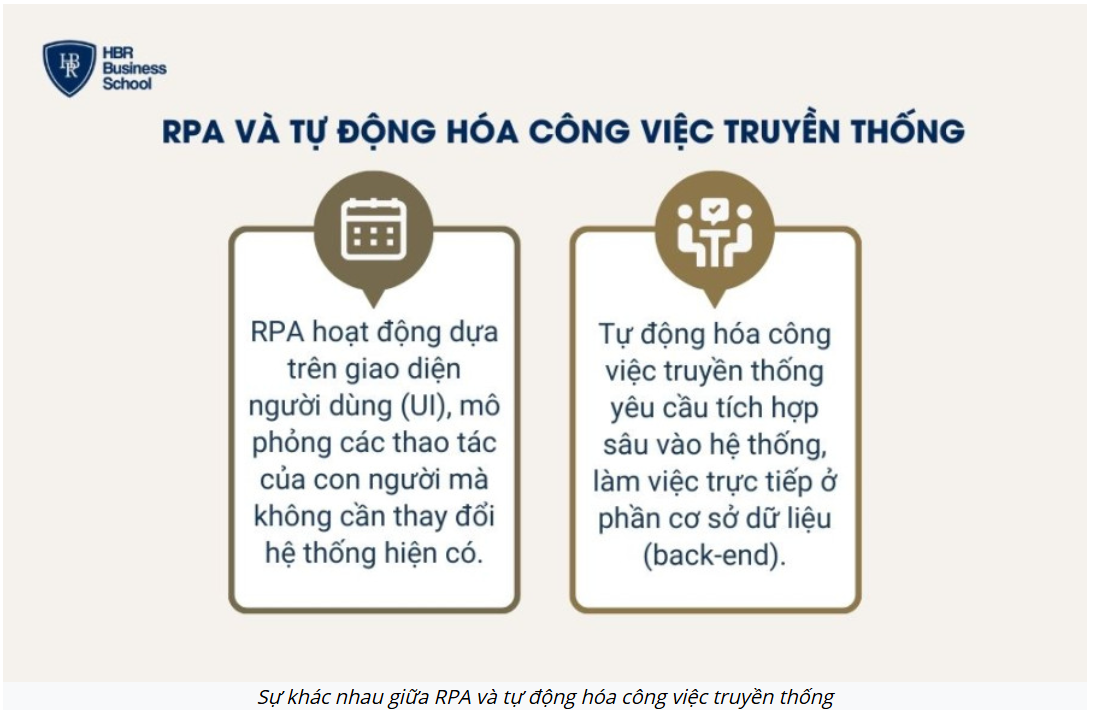 HBR
Business
School
RPA VÀ TỰ ĐỘNG HÓA CÔNG VIỆC TRUYỀN THỐNG
RPA hoạt động dựa
trên giao diện
người dùng (UI), mô
phỏng các thao tác
của con người mà
không cần thay đổi
hệ thống hiện có.
Tự động hóa công
việc truyền thống
yêu cầu tích hợp
sâu vào hệ thống,
làm việc trực tiếp ở
phần cơ sở dữ liệu
(back-end).
Sự khác nhau giữa RPA và tự động hóa công việc truyền thống